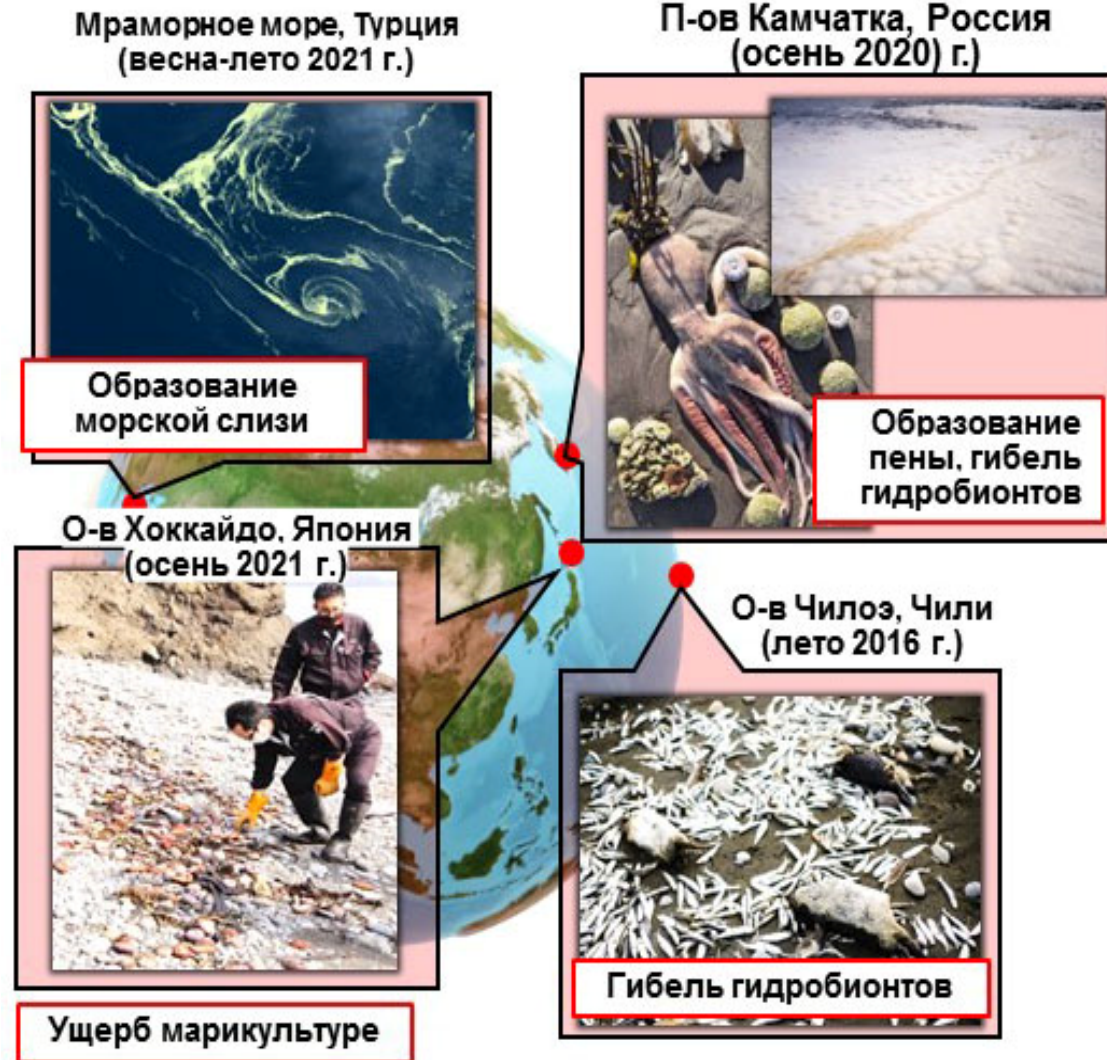 Мраморное море, Турция
(весна-лето 2021 г.)
Образование
морской слизи
П-ов Камчатка, Россия
(осень 2020) г.)
Образование
пены, гибель
гидробионтов
О-в Хоккайдо, Япония
(осень 2021 г.)
Ущерб марикультуре
О-в Чилоэ, Чили
(лето 2016 г.)
Гибель гидробионтов